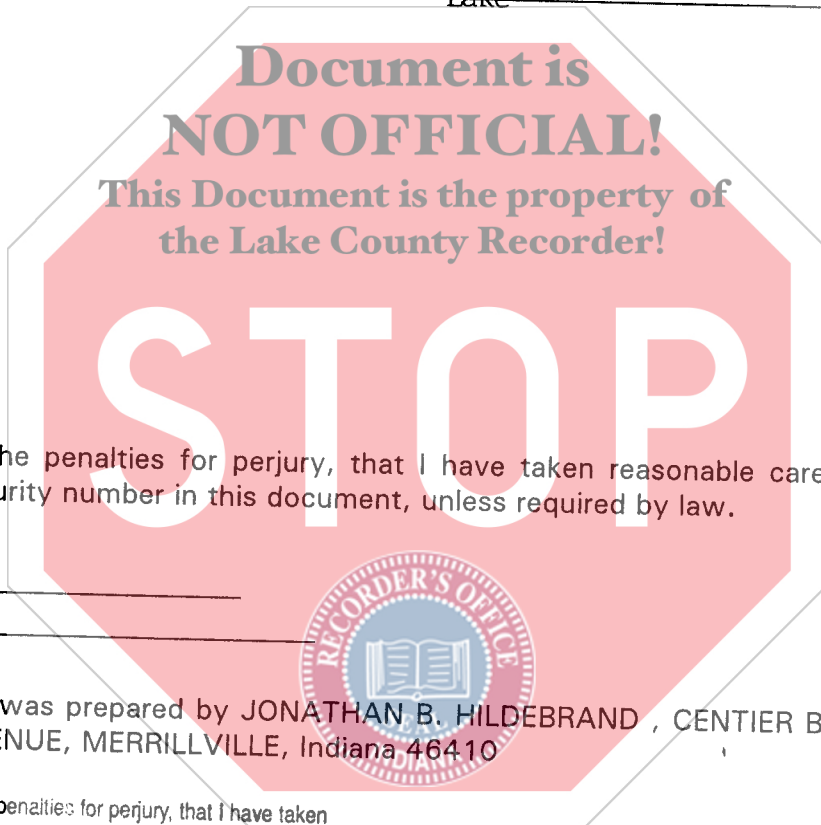 Lake
Document is
NOT OFFICIAL!
This Document is the property of
the Lake County Recorder!
STOP
he penalties for perjury, that I have taken reasonable care
urity number in this document, unless required by law.
RECORDER'S OFFICE
SEAL
INDIANA
was prepared by JONATHAN B. HILDEBRAND , CENTIER B
ENUE, MERRILLVILLE, Indiana 46410
penalties for perjury, that I have taken